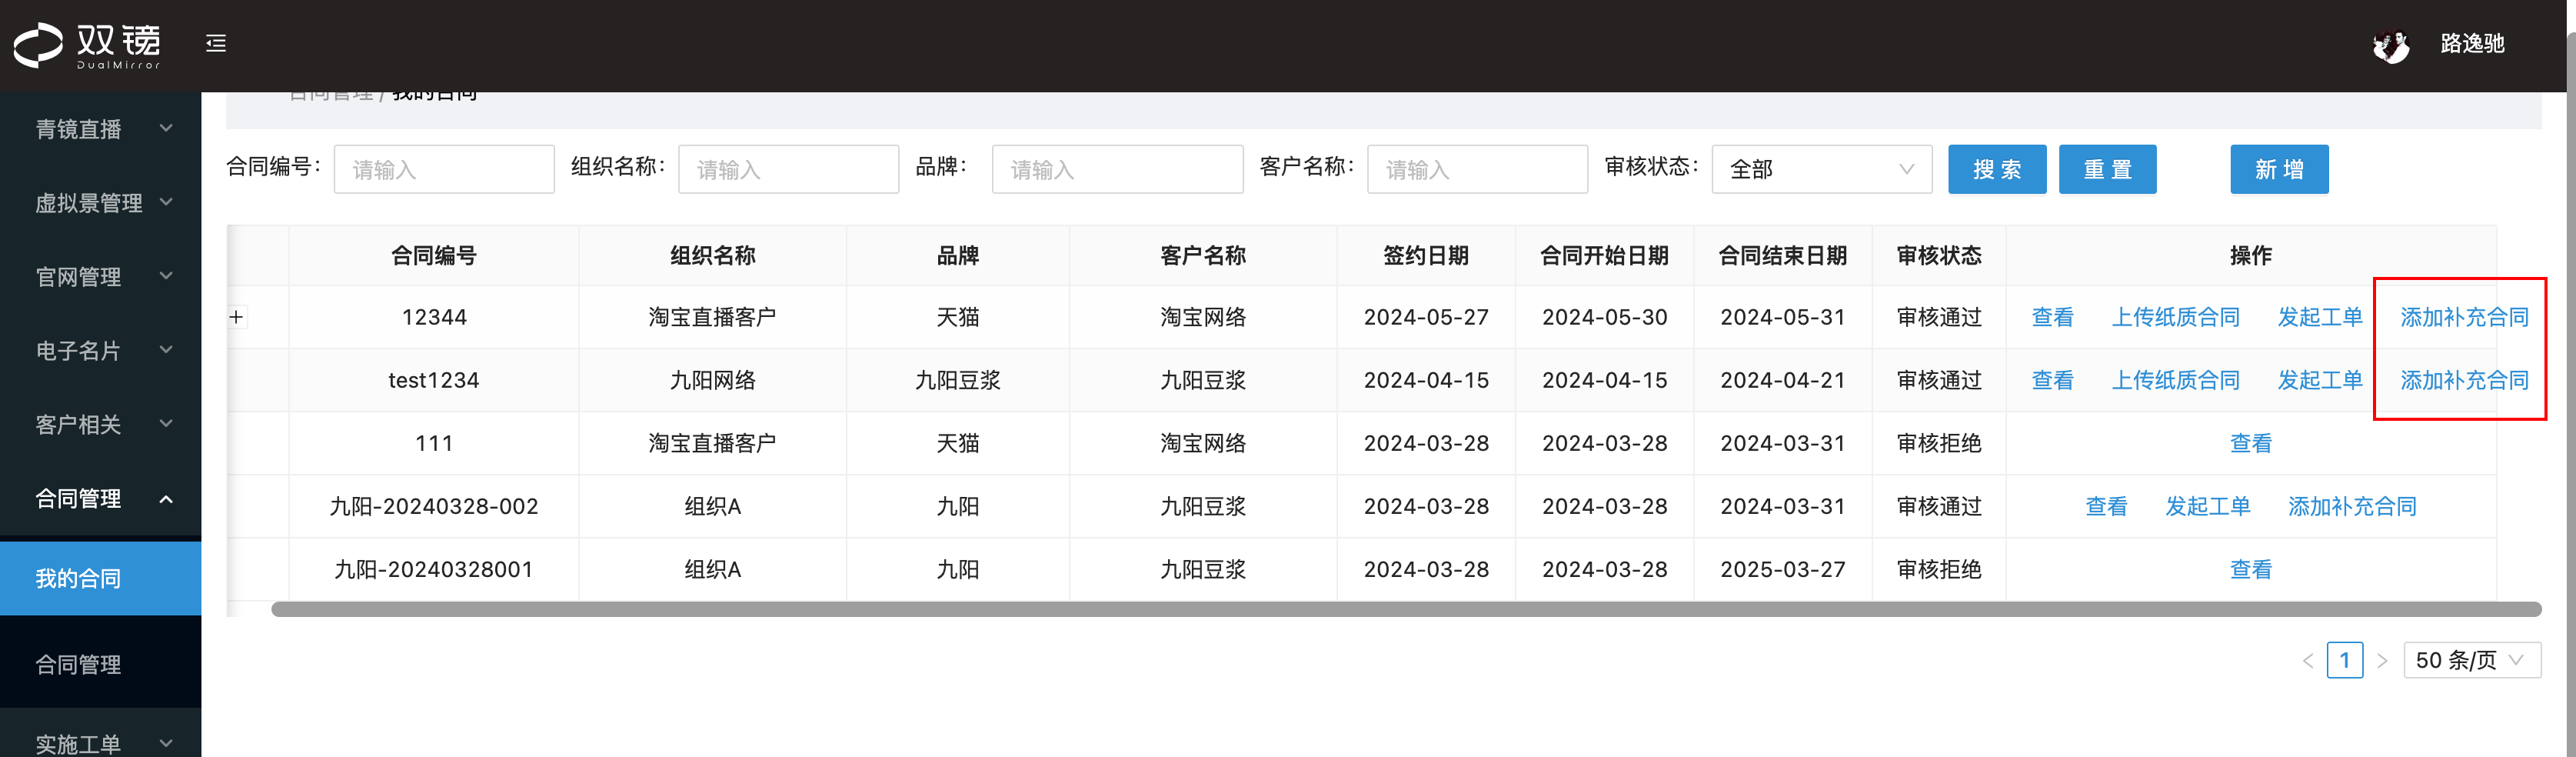 双镜
DualMirror
路逸驰
合同管理 / 我的合同
青镜直播
虚拟景管理
官网管理
电子名片
客户相关
合同管理
我的合同
合同管理
实施工单
合同编号： 请输入 组织名称： 请输入 品牌： 请输入 客户名称： 请输入 审核状态： 全部 搜 索 重 置 新 增
合同编号 组织名称 品牌 客户名称 签约日期 合同开始日期 合同结束日期 审核状态 操作
+ 12344 淘宝直播客户 天猫 淘宝网络 2024-05-27 2024-05-30 2024-05-31 审核通过 查看 上传纸质合同 发起工单 添加补充合同
test1234 九阳网络 九阳豆浆 九阳豆浆 2024-04-15 2024-04-15 2024-04-21 审核通过 查看 上传纸质合同 发起工单 添加补充合同
111 淘宝直播客户 天猫 淘宝网络 2024-03-28 2024-03-28 2024-03-31 审核拒绝 查看
九阳-20240328-002 组织A 九阳 九阳豆浆 2024-03-28 2024-03-28 2024-03-31 审核通过 查看 发起工单 添加补充合同
九阳-20240328001 组织A 九阳 九阳豆浆 2024-03-28 2024-03-28 2025-03-27 审核拒绝 查看
< 1 > 50 条/页